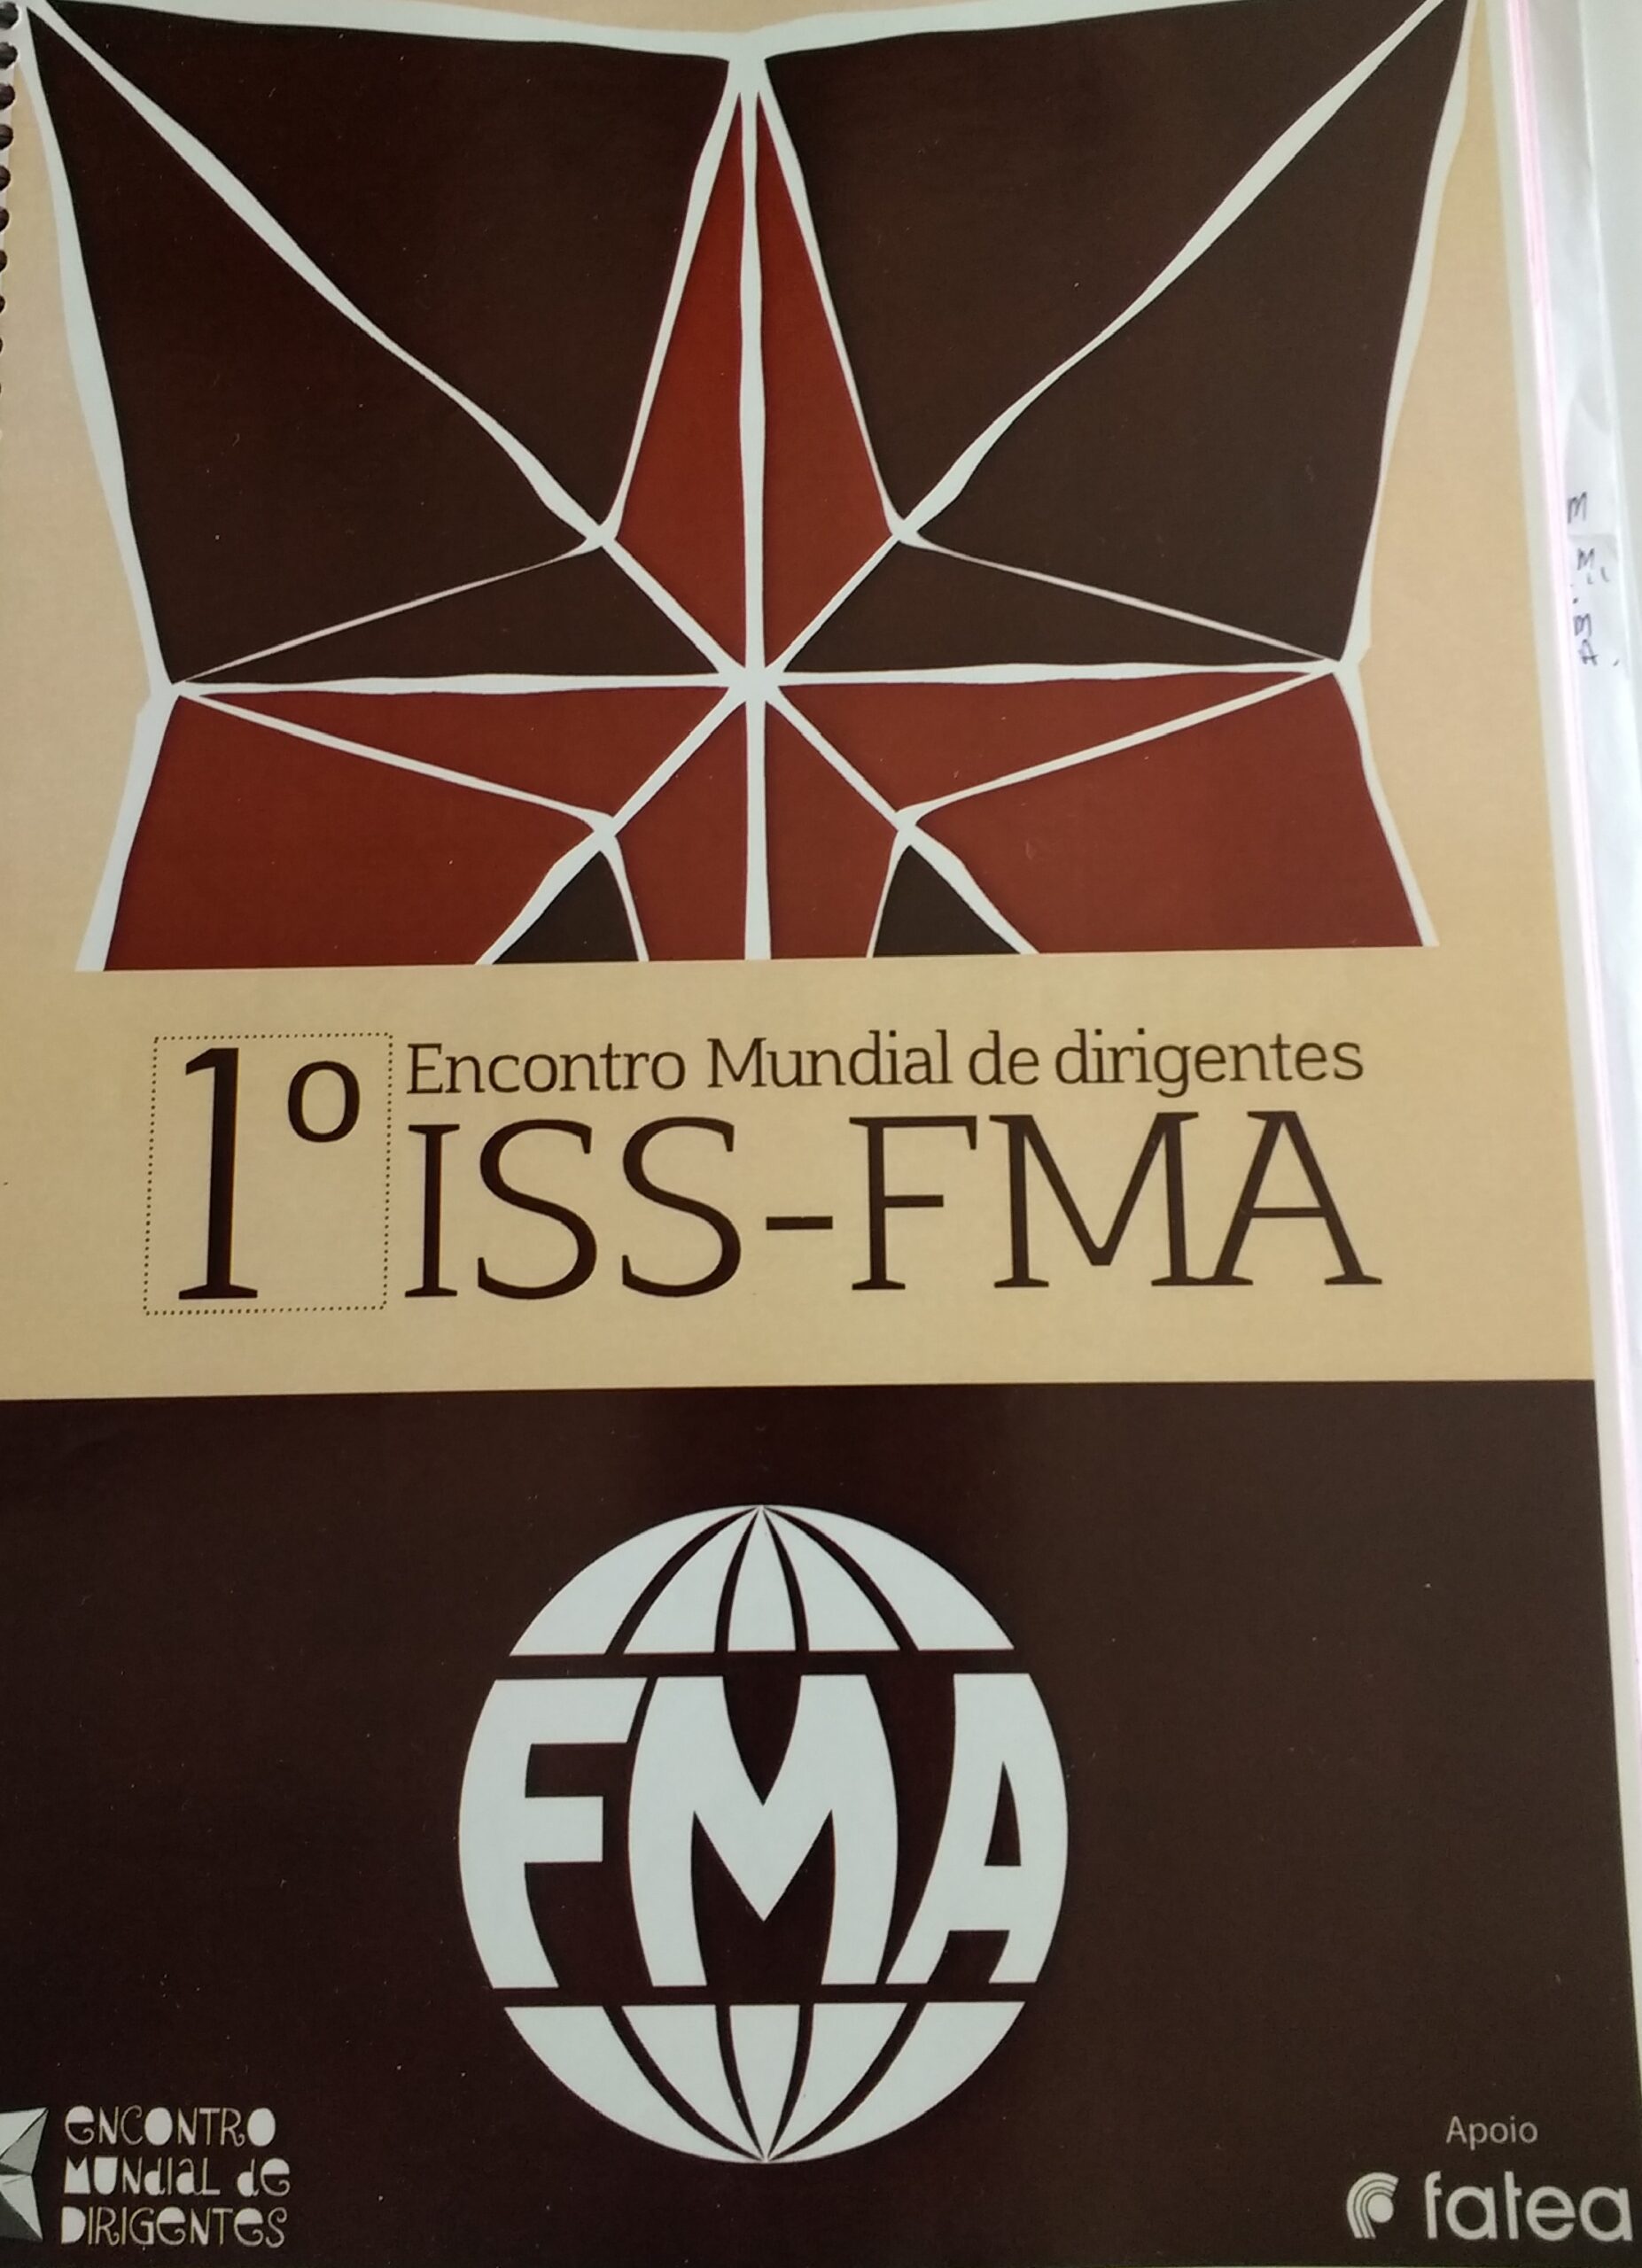 1º
Encontro Mundial de dirigentes
ISS-FMA
FMA
ENCONTRO
MUNdiaL de
DIRIGENTES
Apoio
fatea